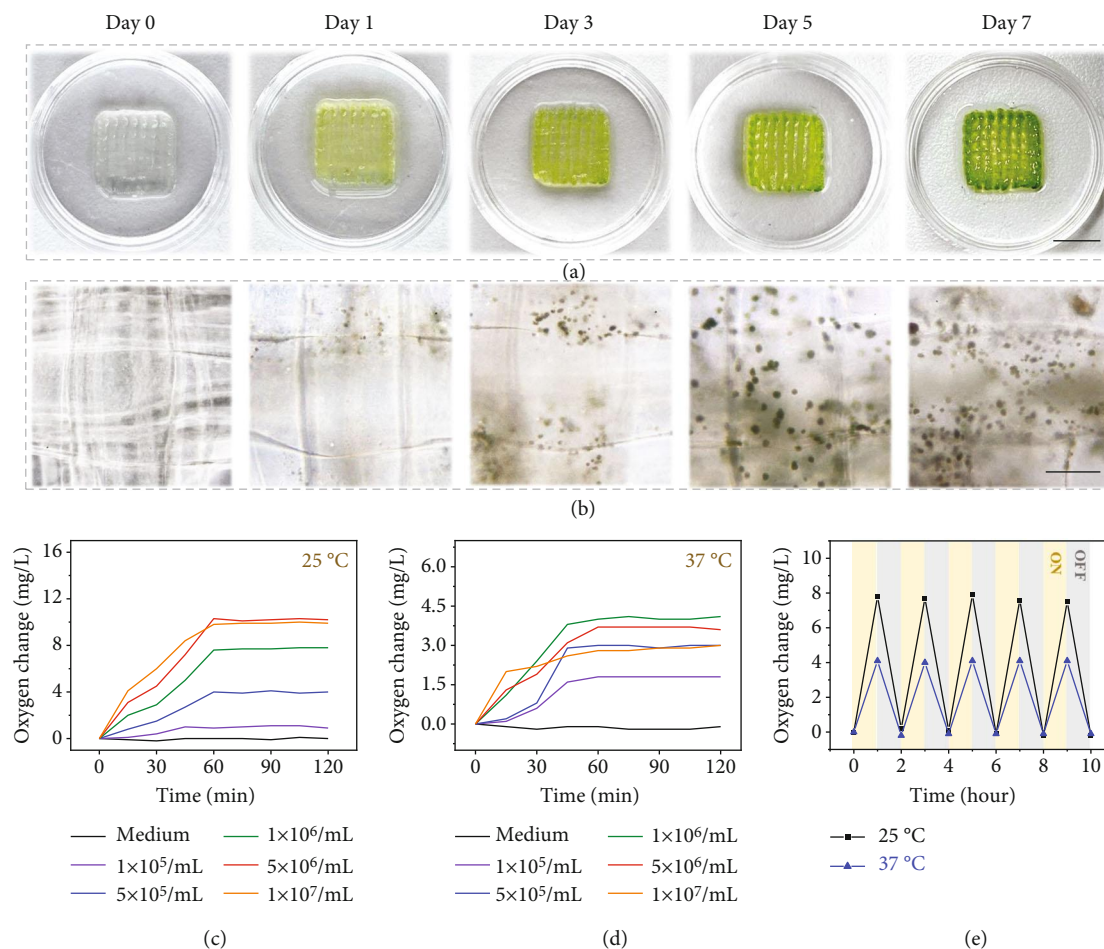 Day 0 Day 1 Day 3 Day 5 Day 7
(a)
(b)
Oxygen change (mg/L)
16
12
8
4
0
25 °C
0 30 60 90 120
Time (min)
Medium 1×10⁶/mL
1×10⁵/mL 5×10⁶/mL
5×10⁵/mL 1×10⁷/mL
(c)
Oxygen change (mg/L)
6.0
4.5
3.0
1.5
0.0
37 °C
0 30 60 90 120
Time (min)
Medium 1×10⁶/mL
1×10⁵/mL 5×10⁶/mL
5×10⁵/mL 1×10⁷/mL
(d)
Oxygen change (mg/L)
10
8
6
4
2
0
ON
OFF
0 2 4 6 8 10
Time (hour)
25 °C
37 °C
(e)